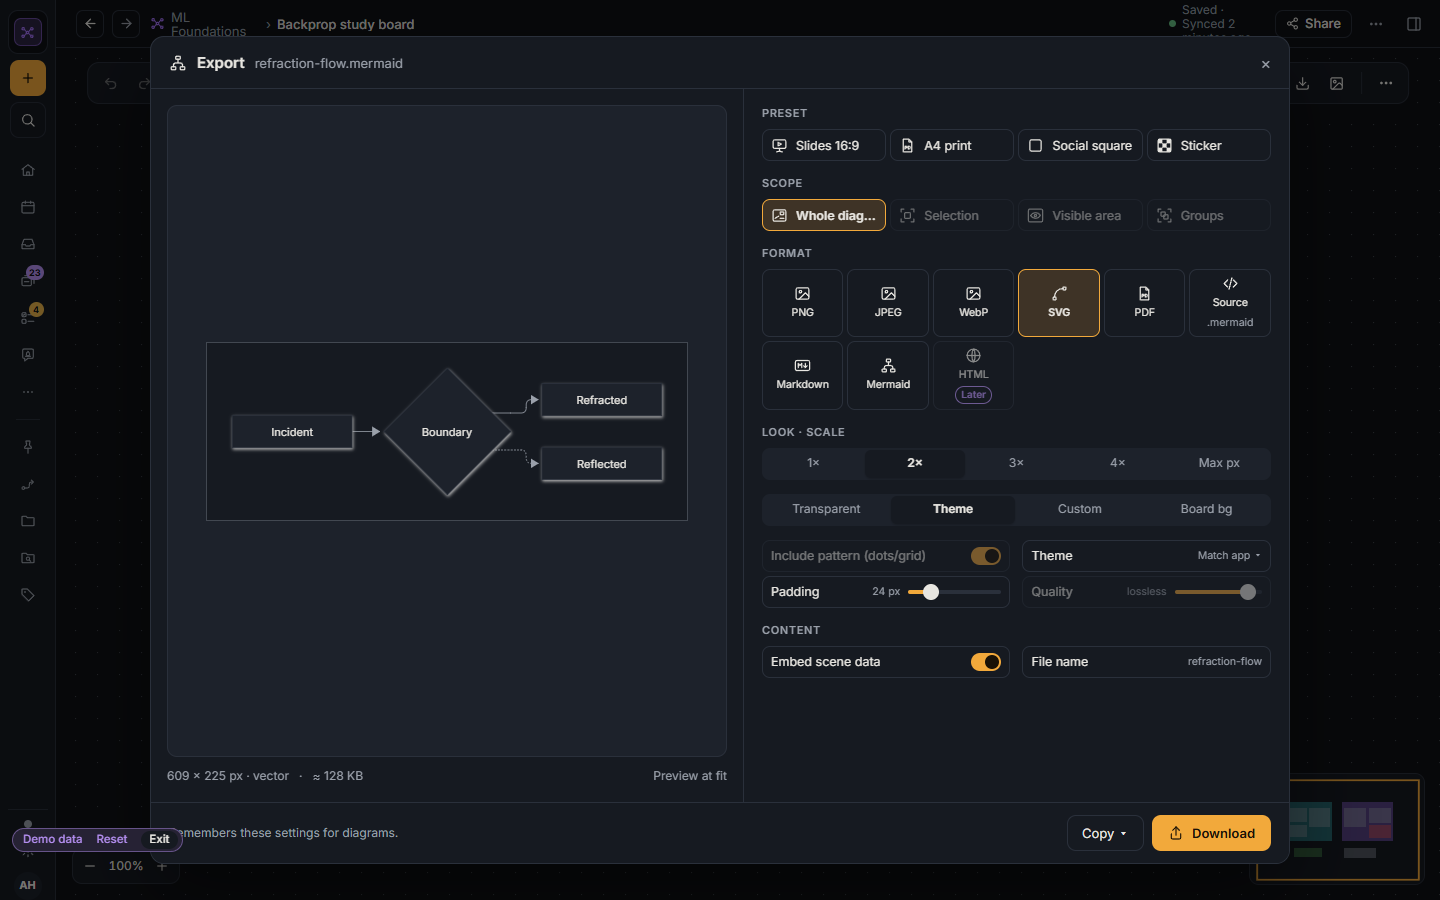 ML
Foundations
› Backprop study board
Saved ·
Synced 2
Share
Export refraction-flow.mermaid
PRESET
Slides 16:9
A4 print
Social square
Sticker
SCOPE
Whole diag...
Selection
Visible area
Groups
FORMAT
PNG
JPEG
WebP
SVG
PDF
Source
.mermaid
Markdown
Mermaid
HTML
Later
Incident
Boundary
Refracted
Reflected
LOOK · SCALE
1×
2×
3×
4×
Max px
Transparent
Theme
Custom
Board bg
Include pattern (dots/grid)
Theme Match app
Padding 24 px
Quality lossless
CONTENT
Embed scene data
File name refraction-flow
609 × 225 px · vector · ≈ 128 KB
Preview at fit
emembers these settings for diagrams.
Copy
Download
23
4
Demo data Reset Exit
100%
AH